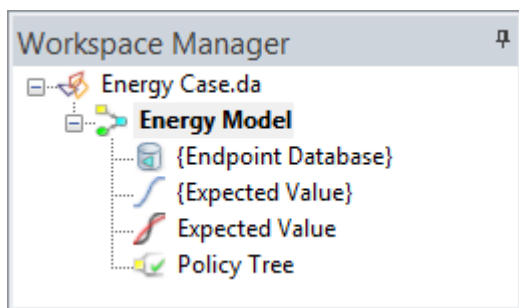 Workspace Manager
Energy Case.da
Energy Model
{Endpoint Database}
{Expected Value}
Expected Value
Policy Tree